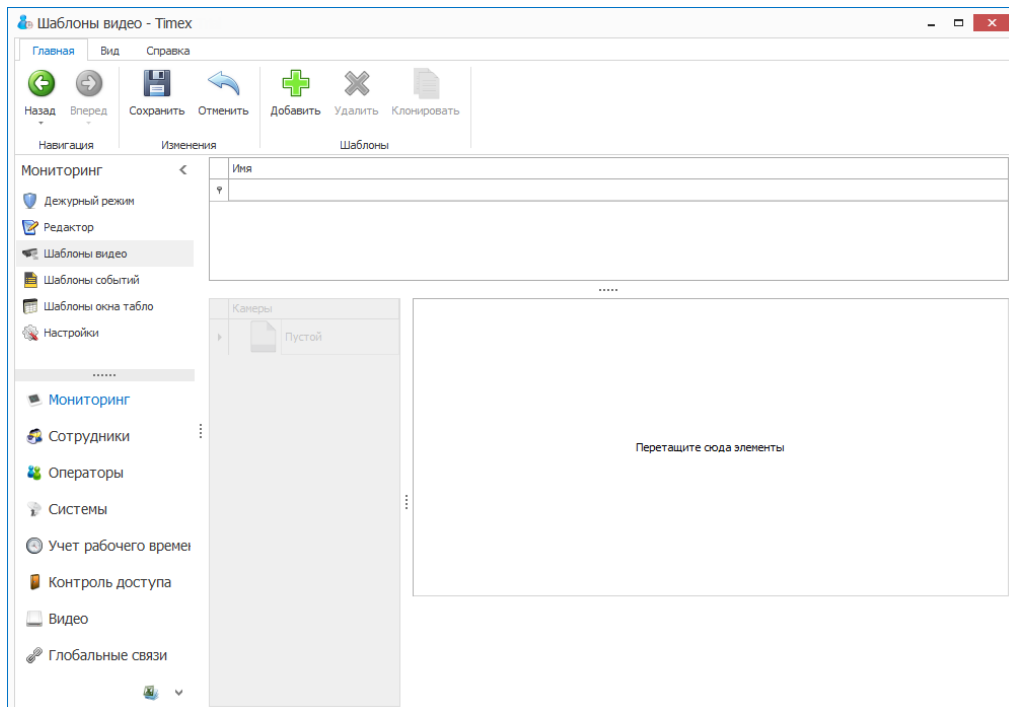 Шаблоны видео - Timex
Главная Вид Справка
Назад Вперед Сохранить Отменить Добавить Удалить Клонировать
Навигация Изменения Шаблоны
Мониторинг
Дежурный режим
Редактор
Шаблоны видео
Шаблоны событий
Шаблоны окна табло
Настройки
Мониторинг
Сотрудники
Операторы
Системы
Учет рабочего времен
Контроль доступа
Видео
Глобальные связи
Имя
Камеры
Пустой
Перетащите сюда элементы